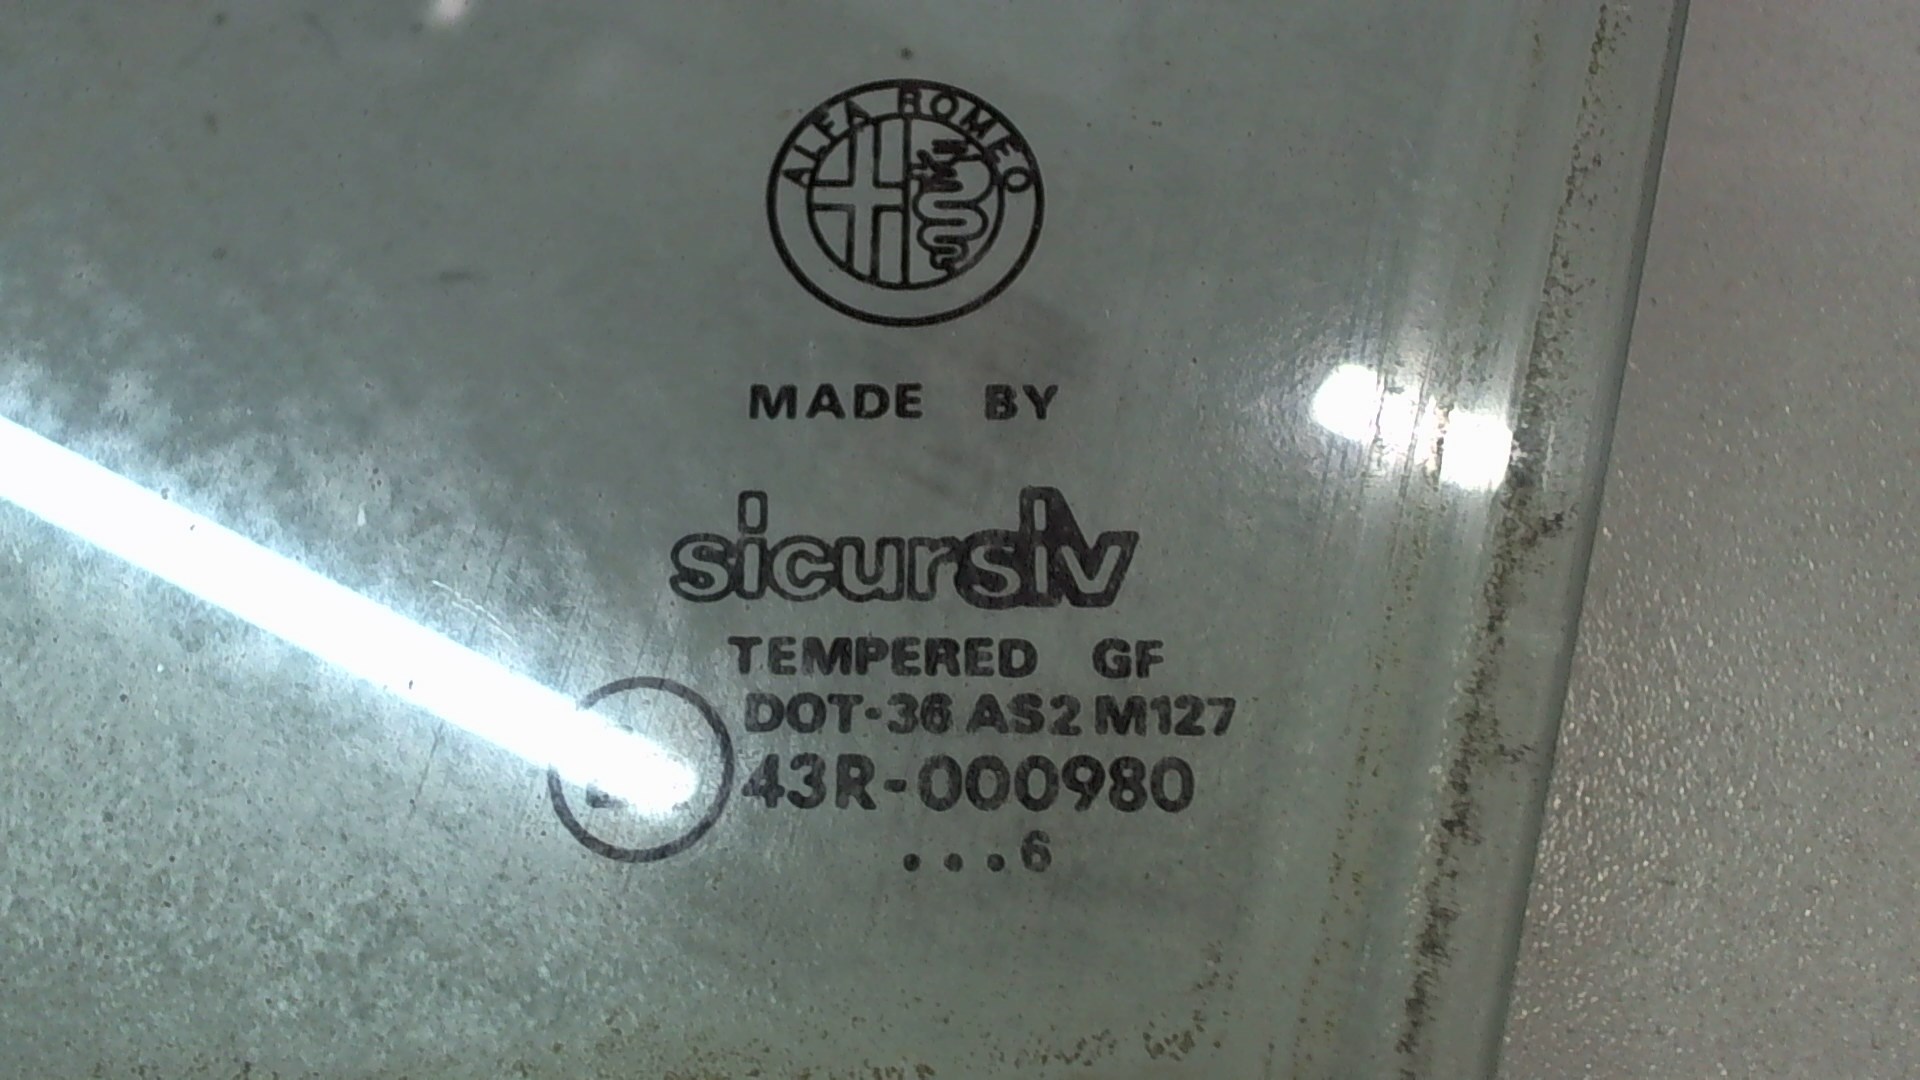 ALFA ROMEO
MADE BY
sicursiv
TEMPERED GF
DOT-36 AS2 M127
43R-000980
...6